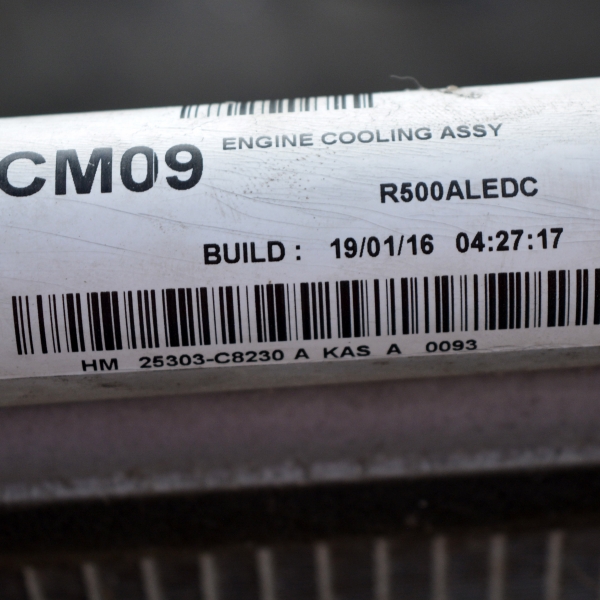 CM09
ENGINE COOLING ASSY
R500ALEDC
BUILD : 19/01/16 04:27:17
HM 25303-C8230 A KAS A 0093